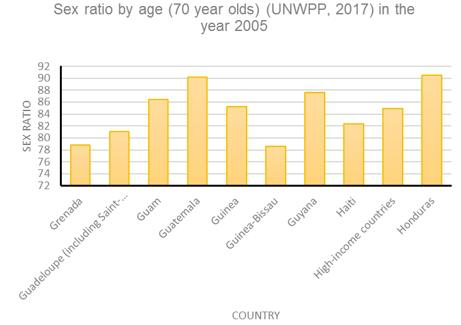 Sex ratio by age (70 year olds) (UNWPP, 2017) in the
year 2005
92
90
88
86
84
82
80
78
76
74
72
SEX RATIO
Grenada
Guadeloupe (including Saint-...
Guam
Guatemala
Guinea
Guinea-Bissau
Guyana
Haiti
High-income countries
Honduras
COUNTRY